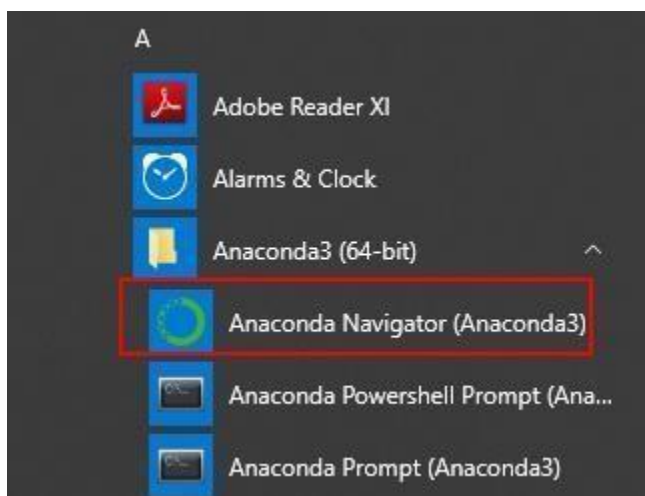 A
Adobe Reader XI
Alarms & Clock
Anaconda3 (64-bit)
Anaconda Navigator (Anaconda3)
Anaconda Powershell Prompt (Ana...
Anaconda Prompt (Anaconda3)